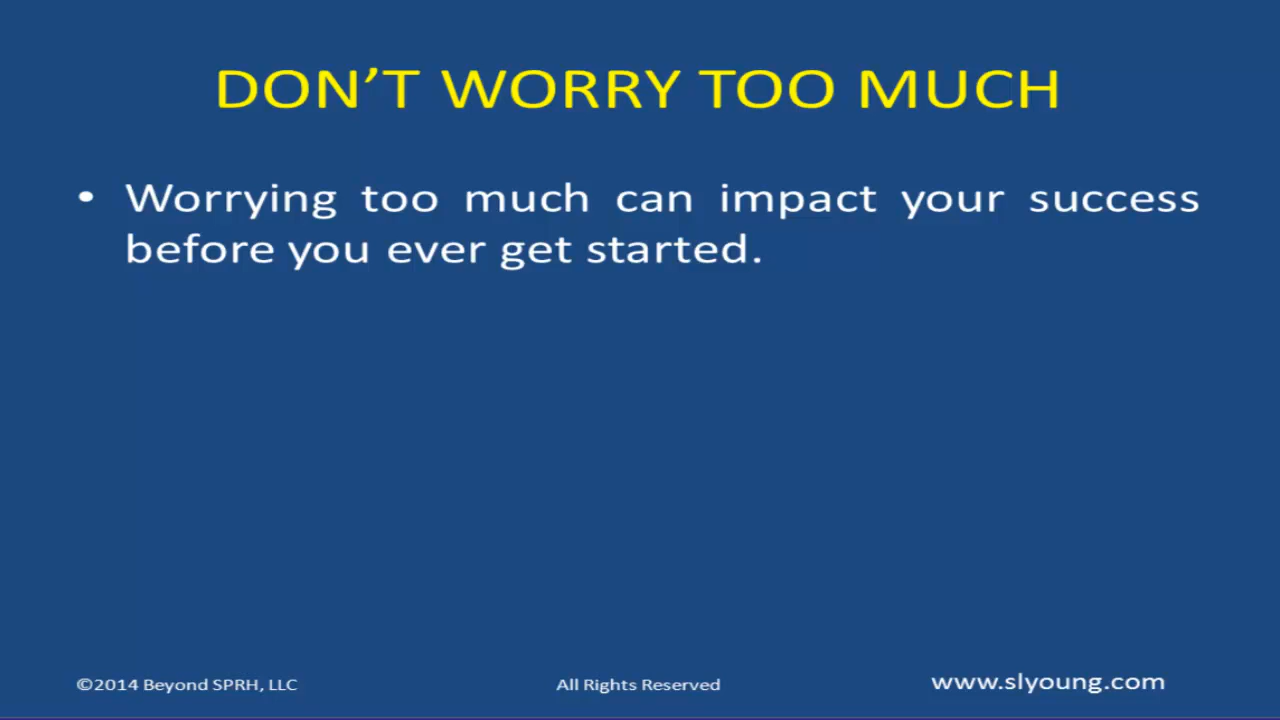 DON’T WORRY TOO MUCH
• Worrying too much can impact your success
before you ever get started.
©2014 Beyond SPRH, LLC All Rights Reserved www.slyoung.com